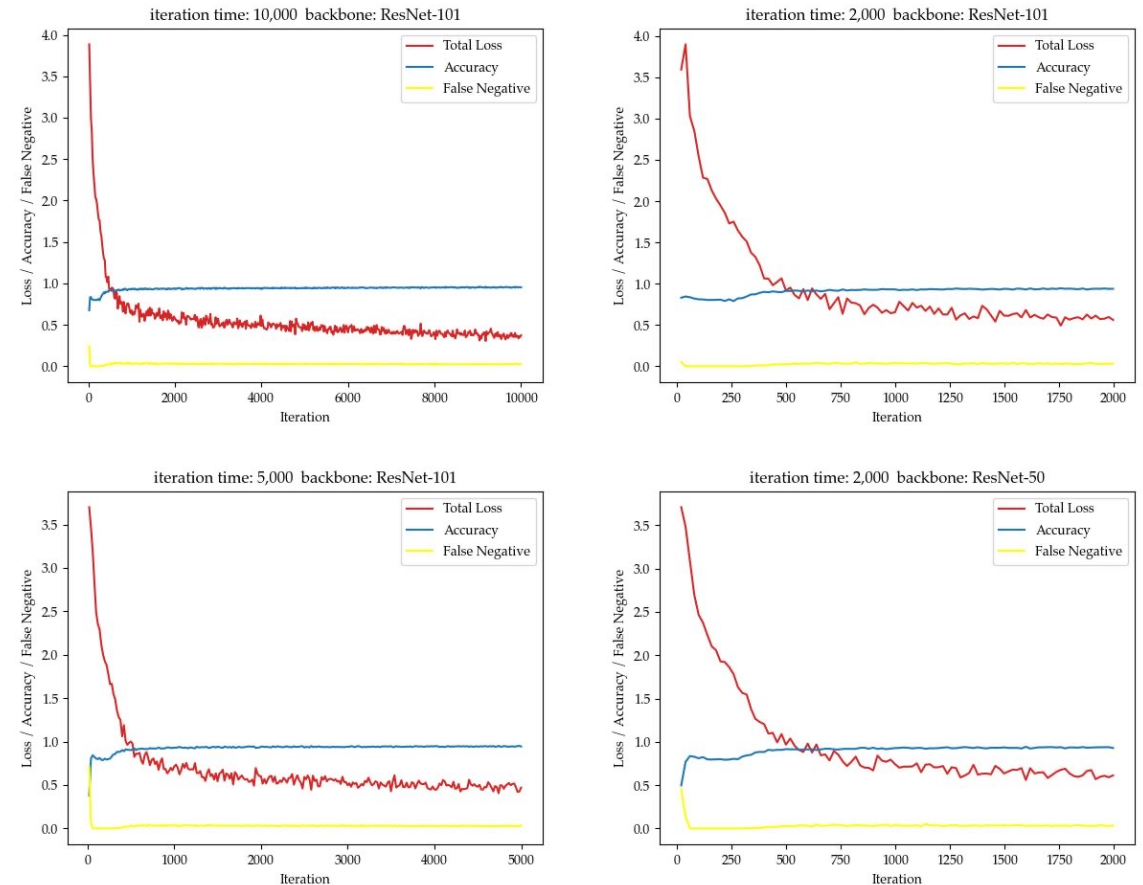 iteration time: 10,000 backbone: ResNet-101
Loss / Accuracy / False Negative
4.0
3.5
3.0
2.5
2.0
1.5
1.0
0.5
0.0
Total Loss
Accuracy
False Negative
0 2000 4000 6000 8000 10000
Iteration
iteration time: 2,000 backbone: ResNet-101
Loss / Accuracy / False Negative
4.0
3.5
3.0
2.5
2.0
1.5
1.0
0.5
0.0
Total Loss
Accuracy
False Negative
0 250 500 750 1000 1250 1500 1750 2000
Iteration
iteration time: 5,000 backbone: ResNet-101
Loss / Accuracy / False Negative
3.5
3.0
2.5
2.0
1.5
1.0
0.5
0.0
Total Loss
Accuracy
False Negative
0 1000 2000 3000 4000 5000
Iteration
iteration time: 2,000 backbone: ResNet-50
Loss / Accuracy / False Negative
3.5
3.0
2.5
2.0
1.5
1.0
0.5
0.0
Total Loss
Accuracy
False Negative
0 250 500 750 1000 1250 1500 1750 2000
Iteration